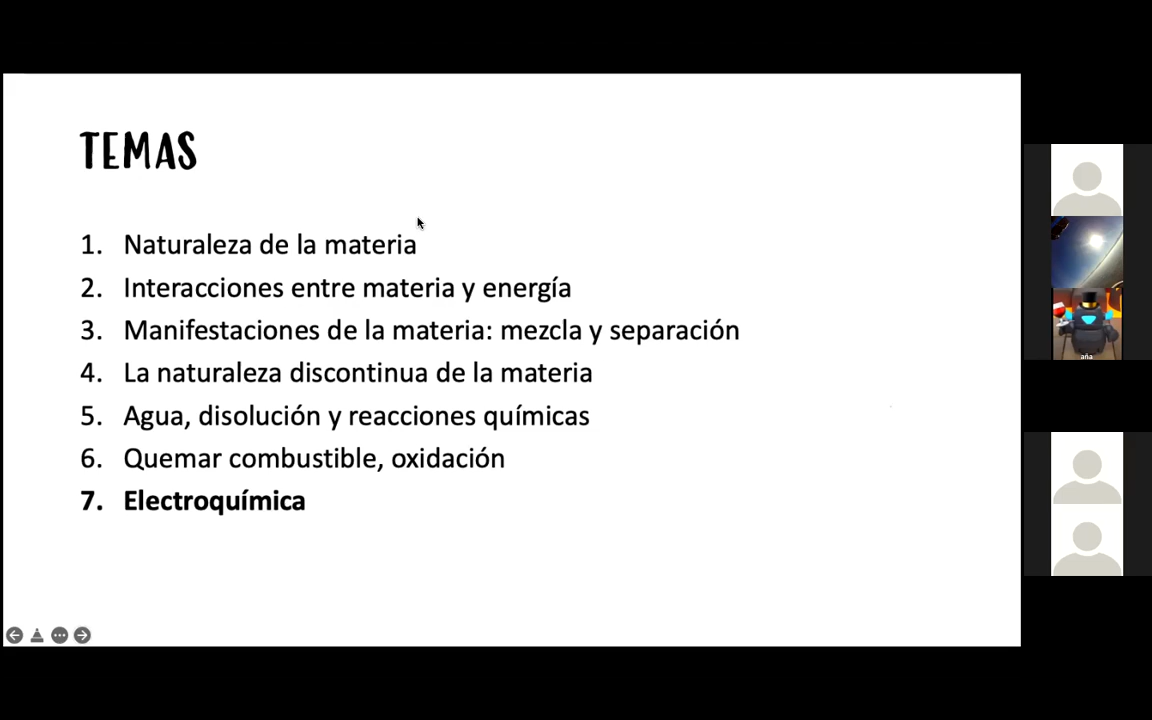 TEMAS
1. Naturaleza de la materia
2. Interacciones entre materia y energía
3. Manifestaciones de la materia: mezcla y separación
4. La naturaleza discontinua de la materia
5. Agua, disolución y reacciones químicas
6. Quemar combustible, oxidación
7. Electroquímica
aña